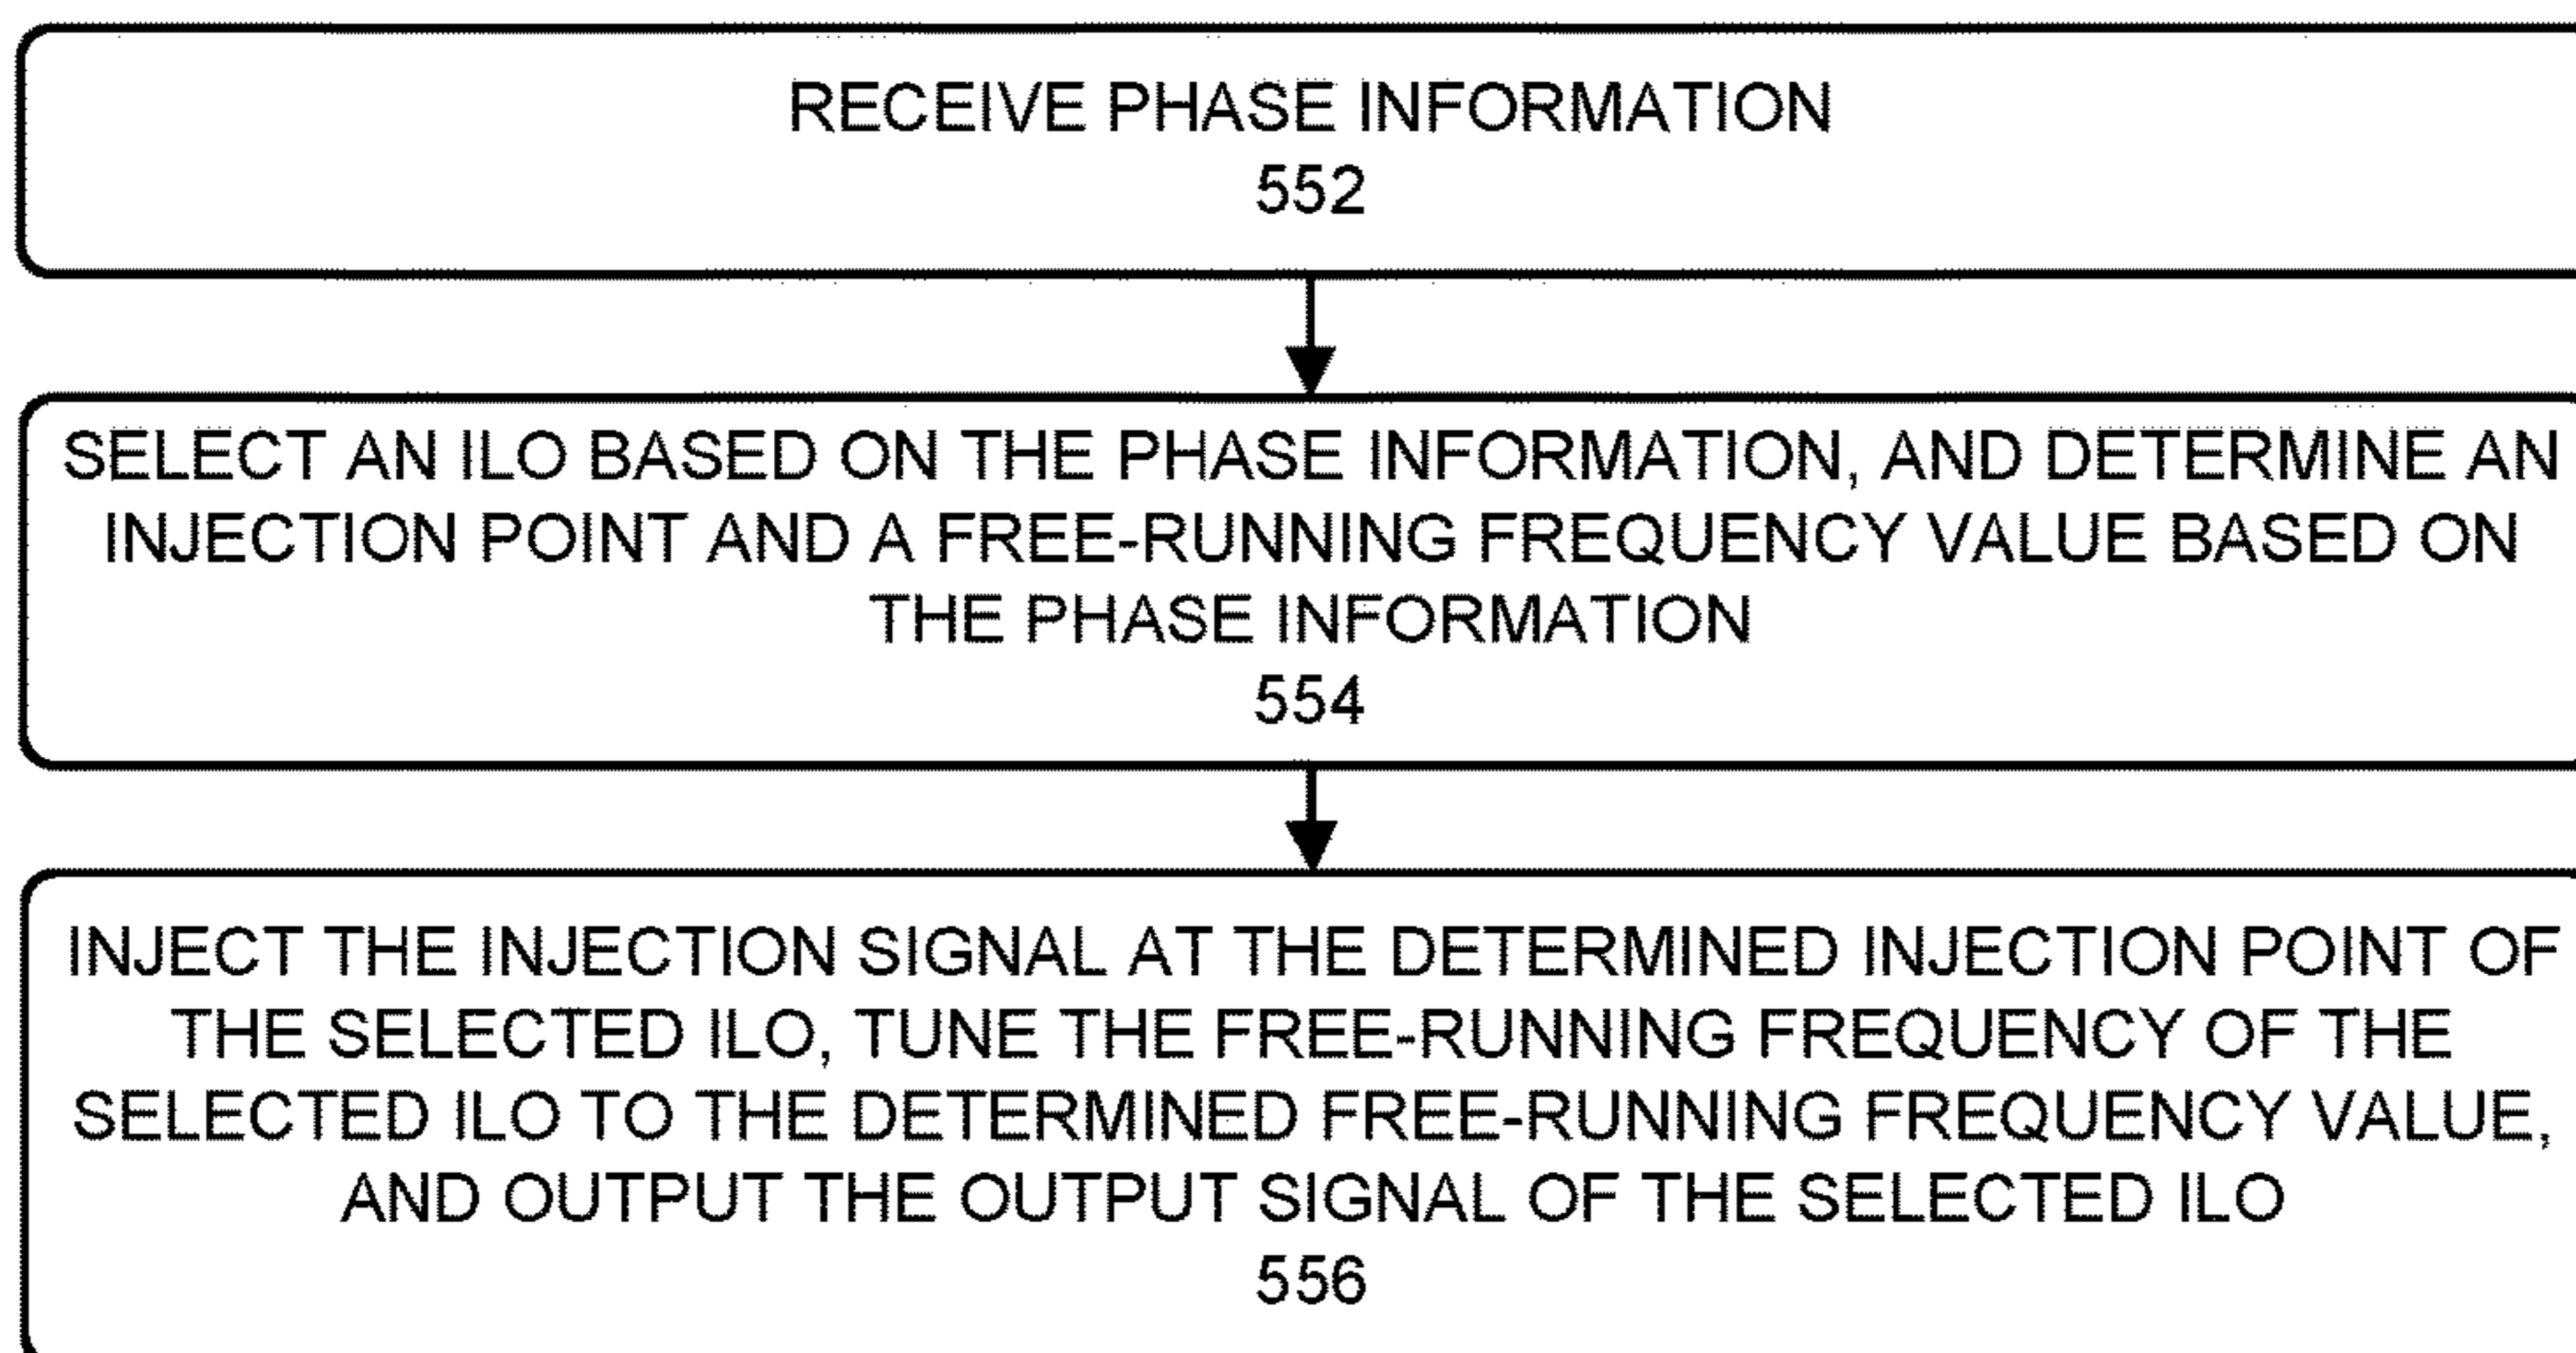 RECEIVE PHASE INFORMATION
552
SELECT AN ILO BASED ON THE PHASE INFORMATION, AND DETERMINE AN
INJECTION POINT AND A FREE-RUNNING FREQUENCY VALUE BASED ON
THE PHASE INFORMATION
554
INJECT THE INJECTION SIGNAL AT THE DETERMINED INJECTION POINT OF
THE SELECTED ILO, TUNE THE FREE-RUNNING FREQUENCY OF THE
SELECTED ILO TO THE DETERMINED FREE-RUNNING FREQUENCY VALUE,
AND OUTPUT THE OUTPUT SIGNAL OF THE SELECTED ILO
556